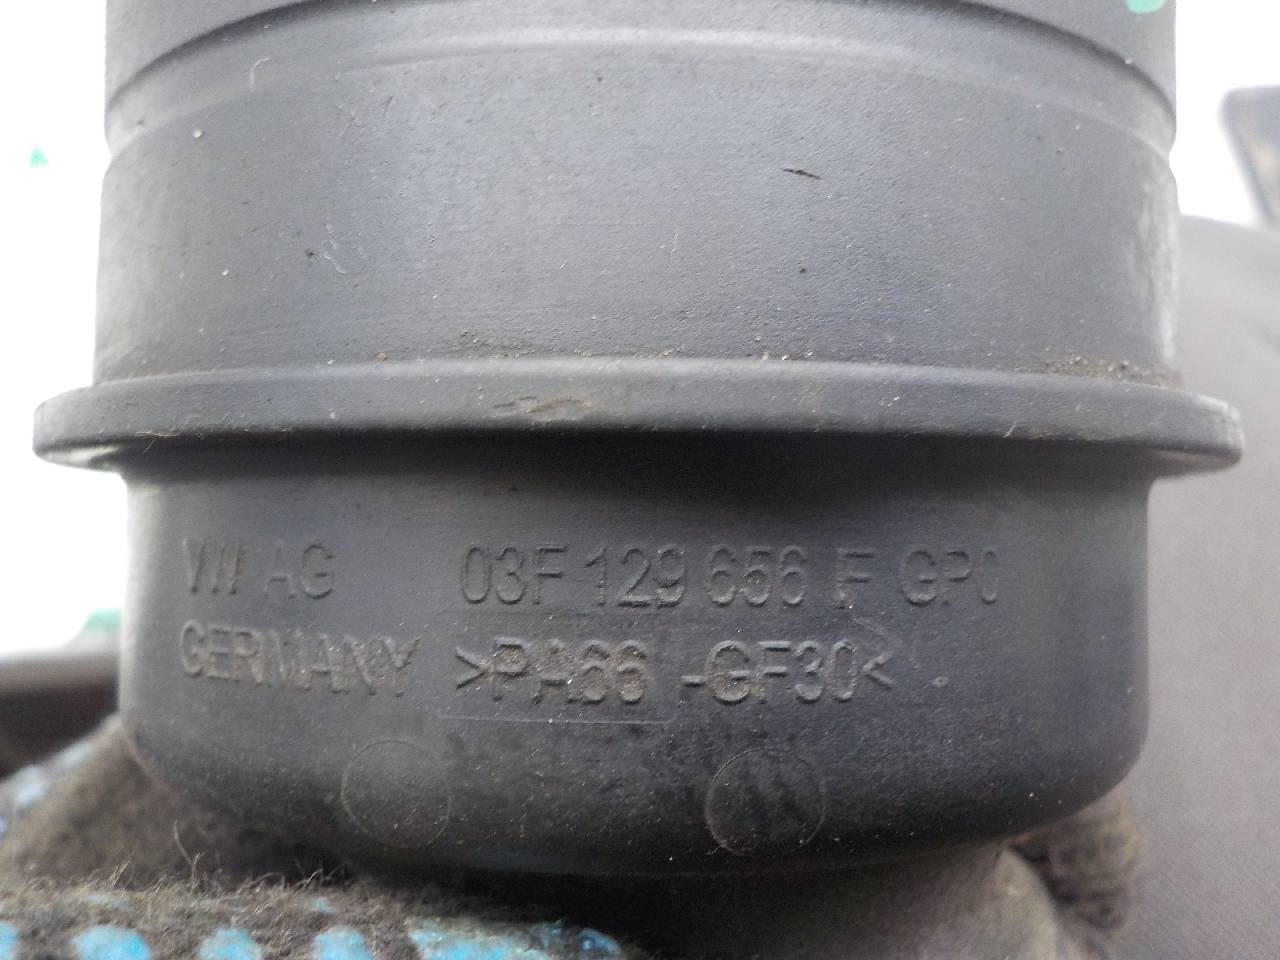 VW AG 03F 129 656 F GP0
GERMANY >PA66 -GF30<